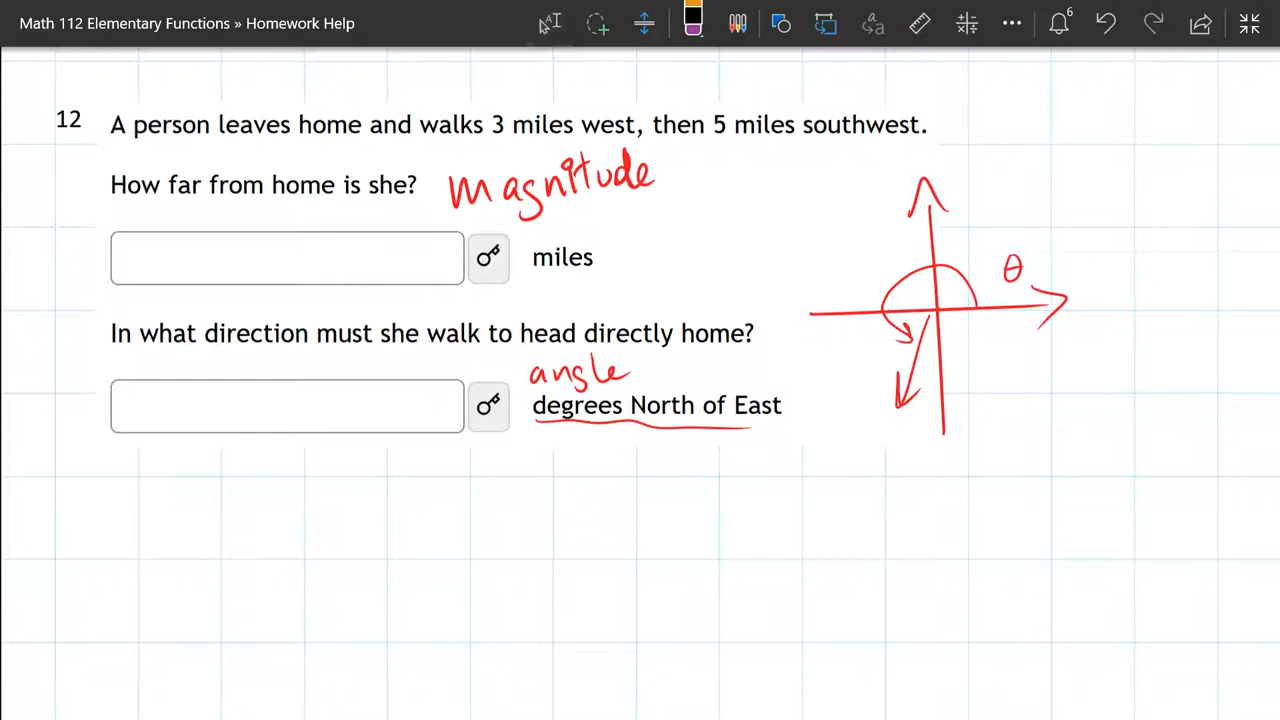 Math 112 Elementary Functions » Homework Help
6
12 A person leaves home and walks 3 miles west, then 5 miles southwest.
How far from home is she? magnitude
miles
θ
In what direction must she walk to head directly home?
angle
degrees North of East